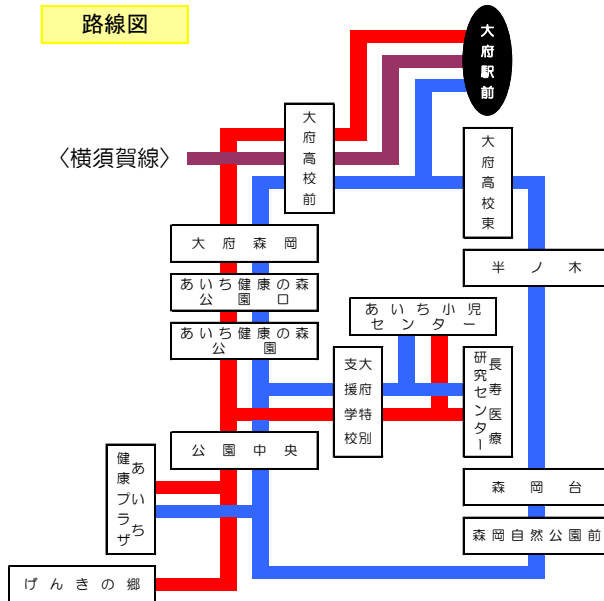 路線図
大府駅前
大府高校前
〈横須賀線〉
大府高校東
大府森岡
半ノ木
あいち健康の森
公園口
あいち小児
センター
あいち健康の森
公園
大府特別
支援学校
長寿医療
研究センター
公園中央
あいち
健康プラザ
森岡台
森岡自然公園前
げんきの郷